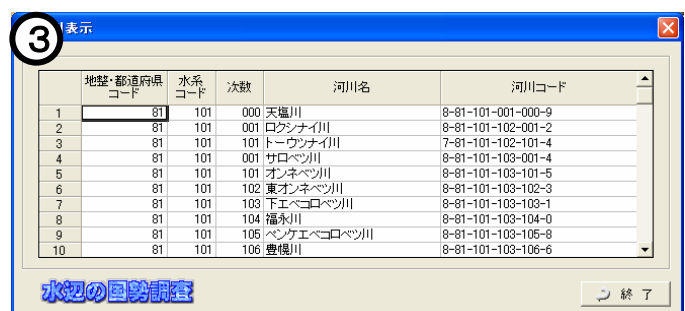 ③
表示
地整・都道府県コード 水系コード 次数 河川名 河川コード
1 81 101 000 天塩川 8-81-101-001-000-9
2 81 101 001 ロクシナイ川 8-81-101-102-001-2
3 81 101 101 トーウツナイ川 7-81-101-102-101-4
4 81 101 001 サロベツ川 8-81-101-103-001-4
5 81 101 101 オンネベツ川 8-81-101-103-101-5
6 81 101 102 東オンネベツ川 8-81-101-103-102-3
7 81 101 103 下エベコロベツ川 8-81-101-103-103-1
8 81 101 104 福永川 8-81-101-103-104-0
9 81 101 105 ペンケエベコロベツ川 8-81-101-103-105-8
10 81 101 106 豊幌川 8-81-101-103-106-6
水辺の国勢調査
終了